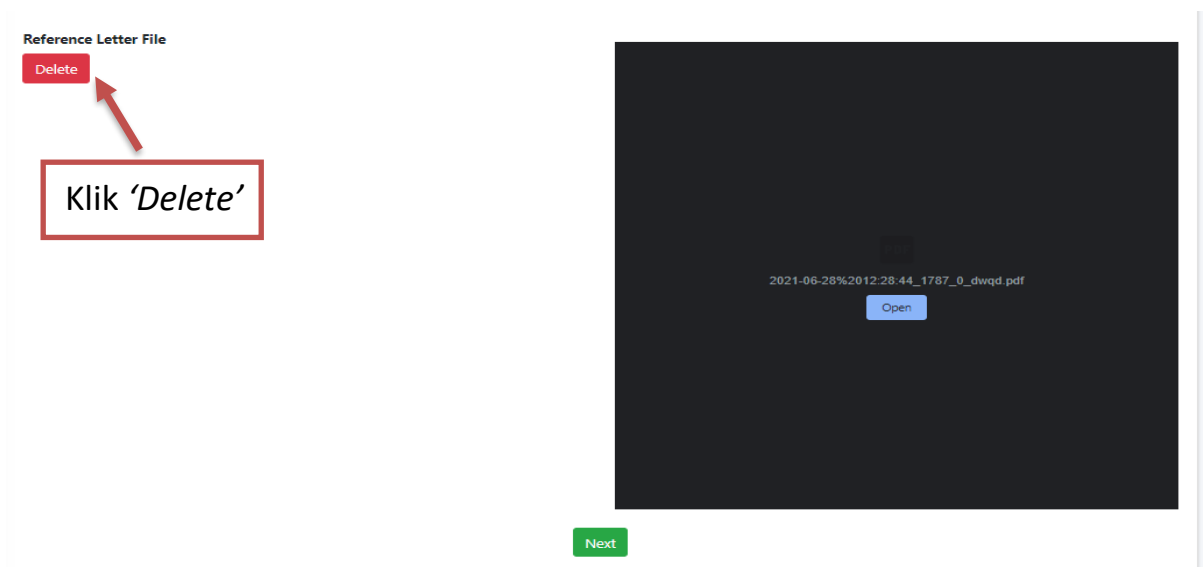 Reference Letter File
Delete
Klik ‘Delete’
2021-06-28%2012:28:44_1787_0_dwqd.pdf
Open
Next